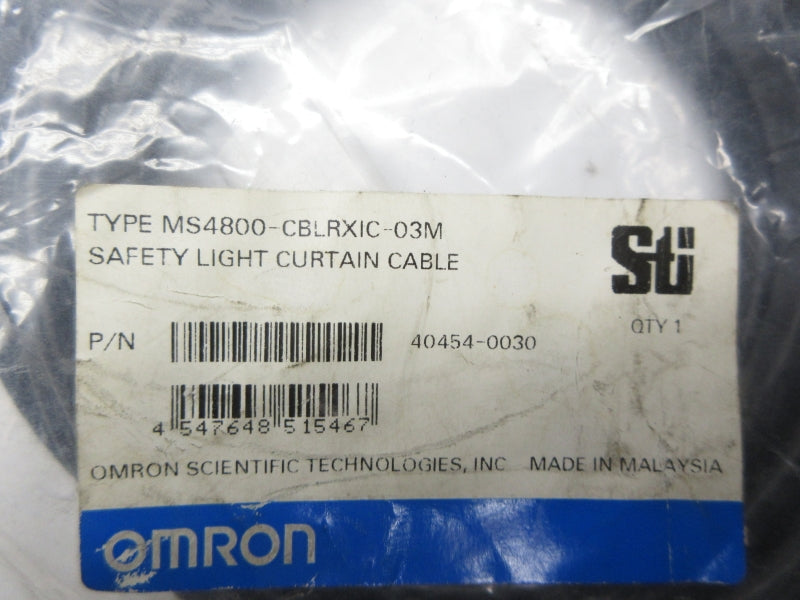 TYPE MS4800-CBLRXIC-03M
SAFETY LIGHT CURTAIN CABLE
Sti
P/N 40454-0030
QTY 1
4 547648 515467
OMRON SCIENTIFIC TECHNOLOGIES, INC MADE IN MALAYSIA
OMRON